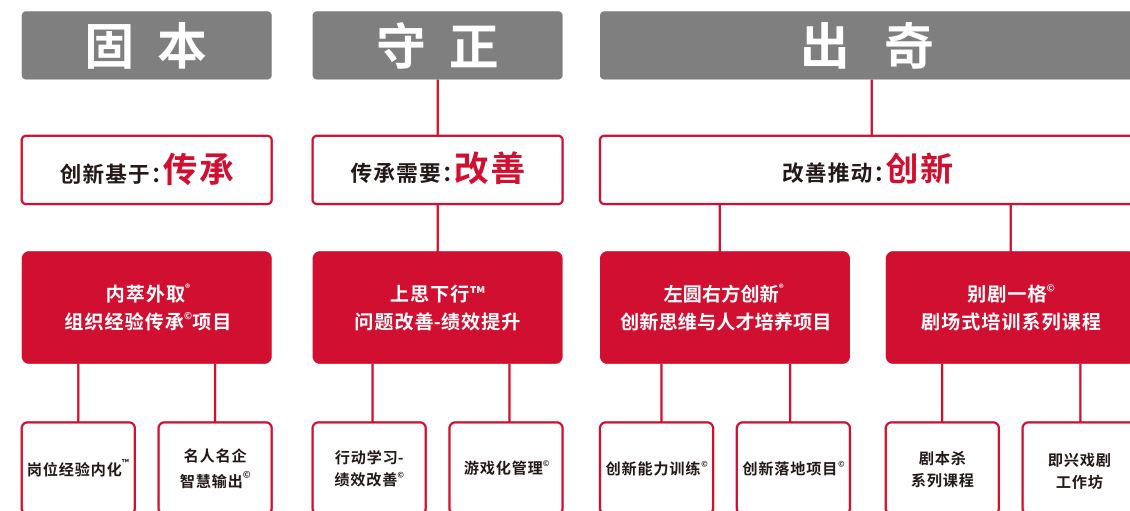 固 本
守 正
出 奇
创新基于:传承
传承需要:改善
改善推动:创新
内萃外取®
组织经验传承©项目
上思下行™
问题改善-绩效提升
左圆右方创新®
创新思维与人才培养项目
别剧一格©
剧场式培训系列课程
岗位经验内化™
名人名企
智慧输出©
行动学习-
绩效改善©
游戏化管理©
创新能力训练©
创新落地项目©
剧本杀
系列课程
即兴戏剧
工作坊